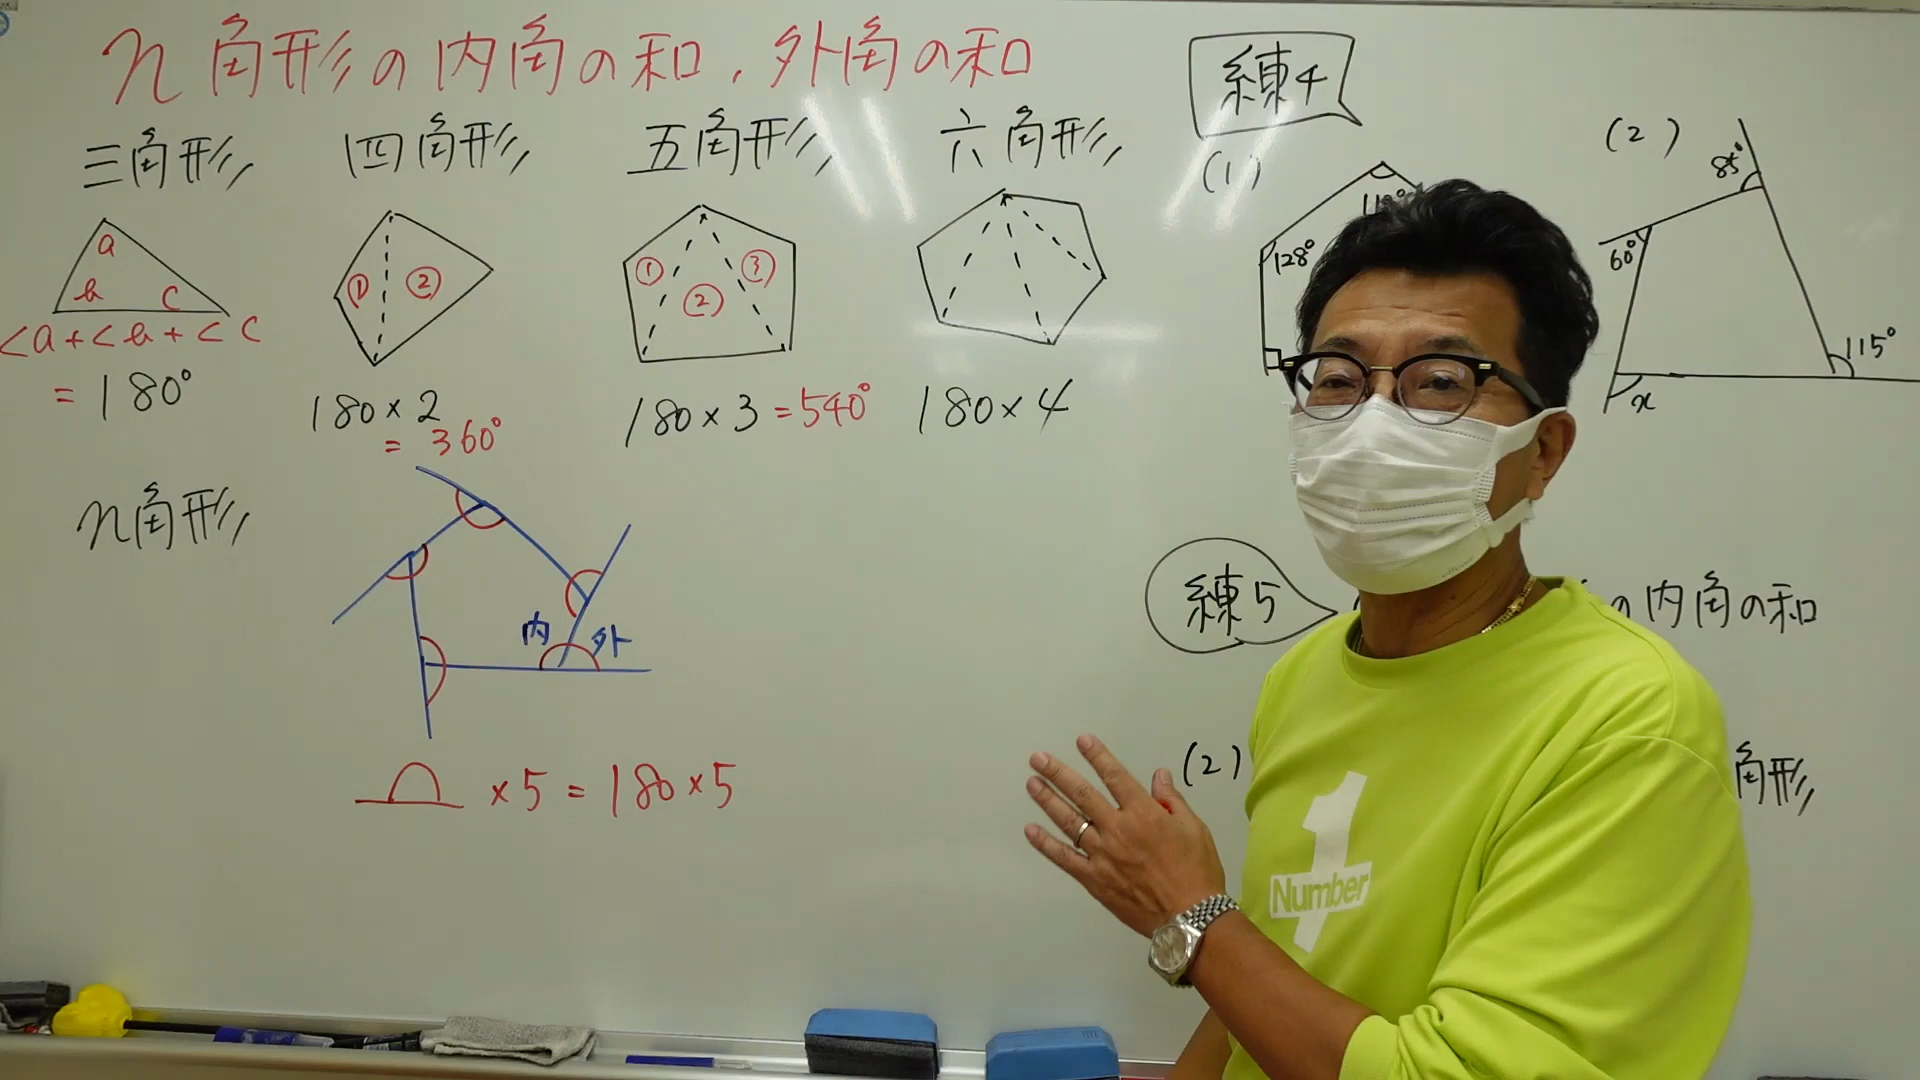 n角形の内角の和,外角の和
三角形
四角形
五角形
六角形
a
b
c
① ②
① ② ③
∠a+∠b+∠c
= 180°
180×2
= 360°
180×3 = 540°
180×4
n角形
内 外
×5 = 180×5
練4
(1)
128°
(2)
85°
60°
115°
x
練5
の内角の和
(2)
角形
1
Number